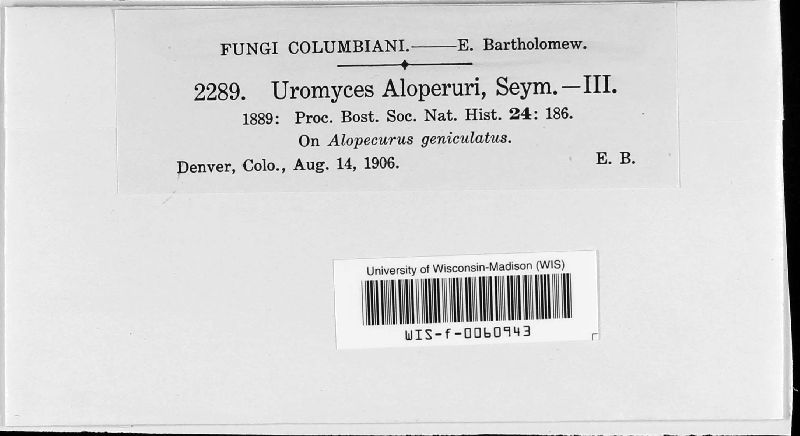 FUNGI COLUMBIANI.——E. Bartholomew.
2289. Uromyces Aloperuri, Seym.—III.
1889: Proc. Bost. Soc. Nat. Hist. 24: 186.
On Alopecurus geniculatus.
Denver, Colo., Aug. 14, 1906. E. B.
University of Wisconsin-Madison (WIS)
WIS-f-0060943